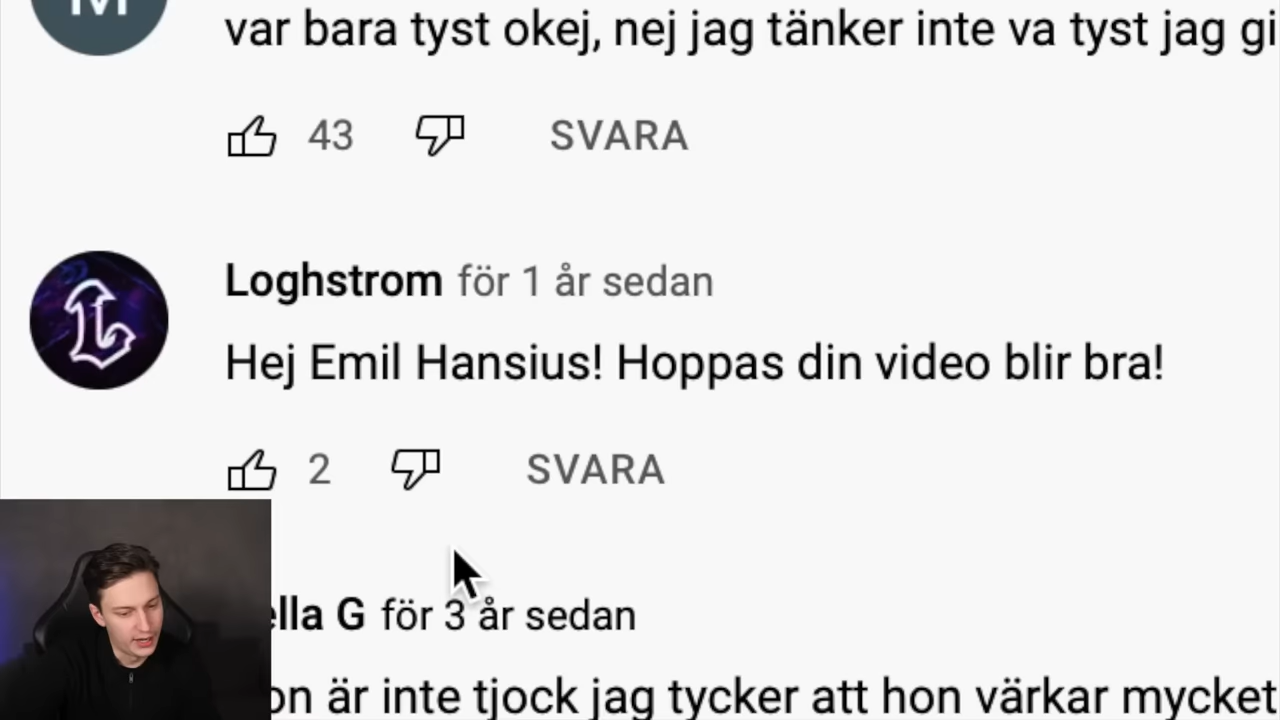 M
var bara tyst okej, nej jag tänker inte va tyst jag gi
43 SVARA
Loghstrom för 1 år sedan
Hej Emil Hansius! Hoppas din video blir bra!
2 SVARA
ella G för 3 år sedan
on är inte tjock jag tycker att hon värkar mycket